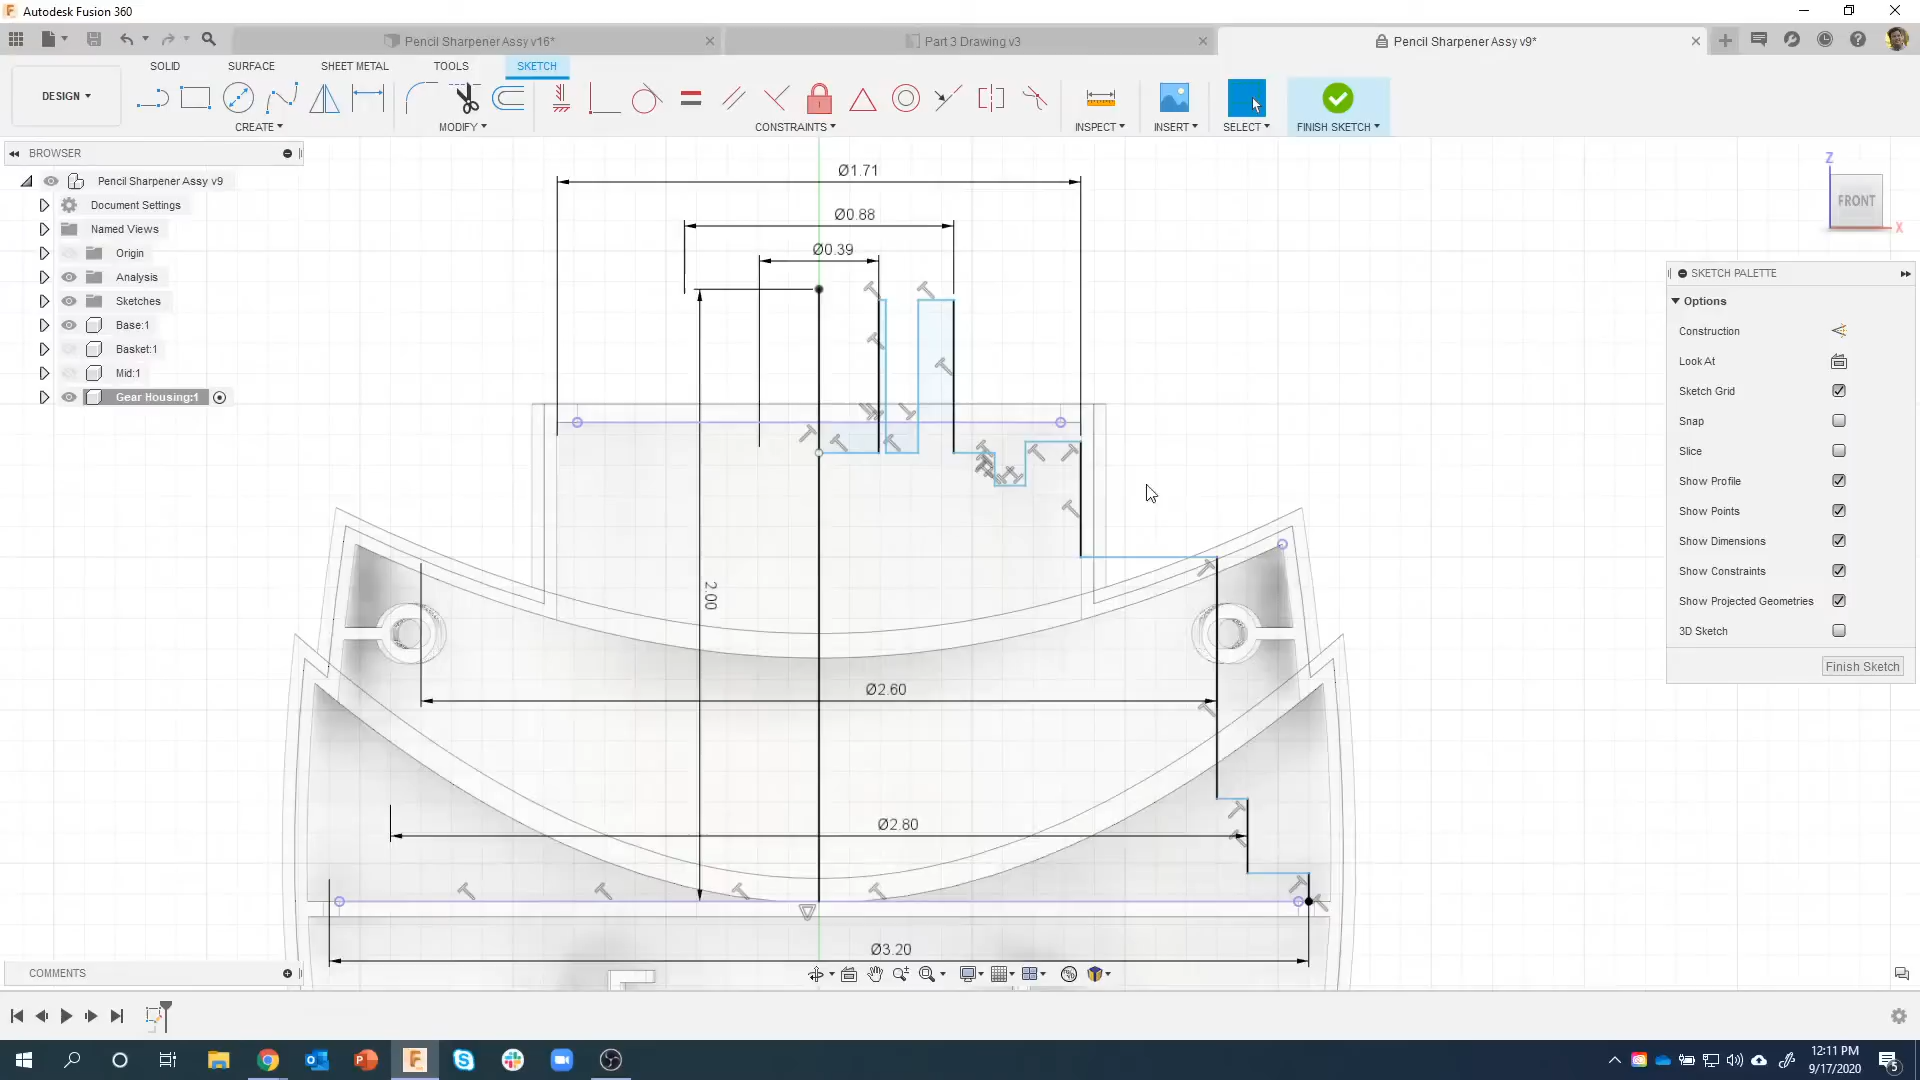 Autodesk Fusion 360
Pencil Sharpener Assy v16*
Part 3 Drawing v3
Pencil Sharpener Assy v9*
SOLID SURFACE SHEET METAL TOOLS SKETCH
DESIGN
CREATE MODIFY CONSTRAINTS INSPECT INSERT SELECT FINISH SKETCH
BROWSER
Pencil Sharpener Assy v9
Document Settings
Named Views
Origin
Analysis
Sketches
Base:1
Basket:1
Mid:1
Gear Housing:1
Ø1.71
Ø0.88
Ø0.39
2.00
Ø2.60
Ø2.80
Ø3.20
Z
FRONT
X
SKETCH PALETTE
Options
Construction
Look At
Sketch Grid
Snap
Slice
Show Profile
Show Points
Show Dimensions
Show Constraints
Show Projected Geometries
3D Sketch
Finish Sketch
COMMENTS
12:11 PM
9/17/2020
5